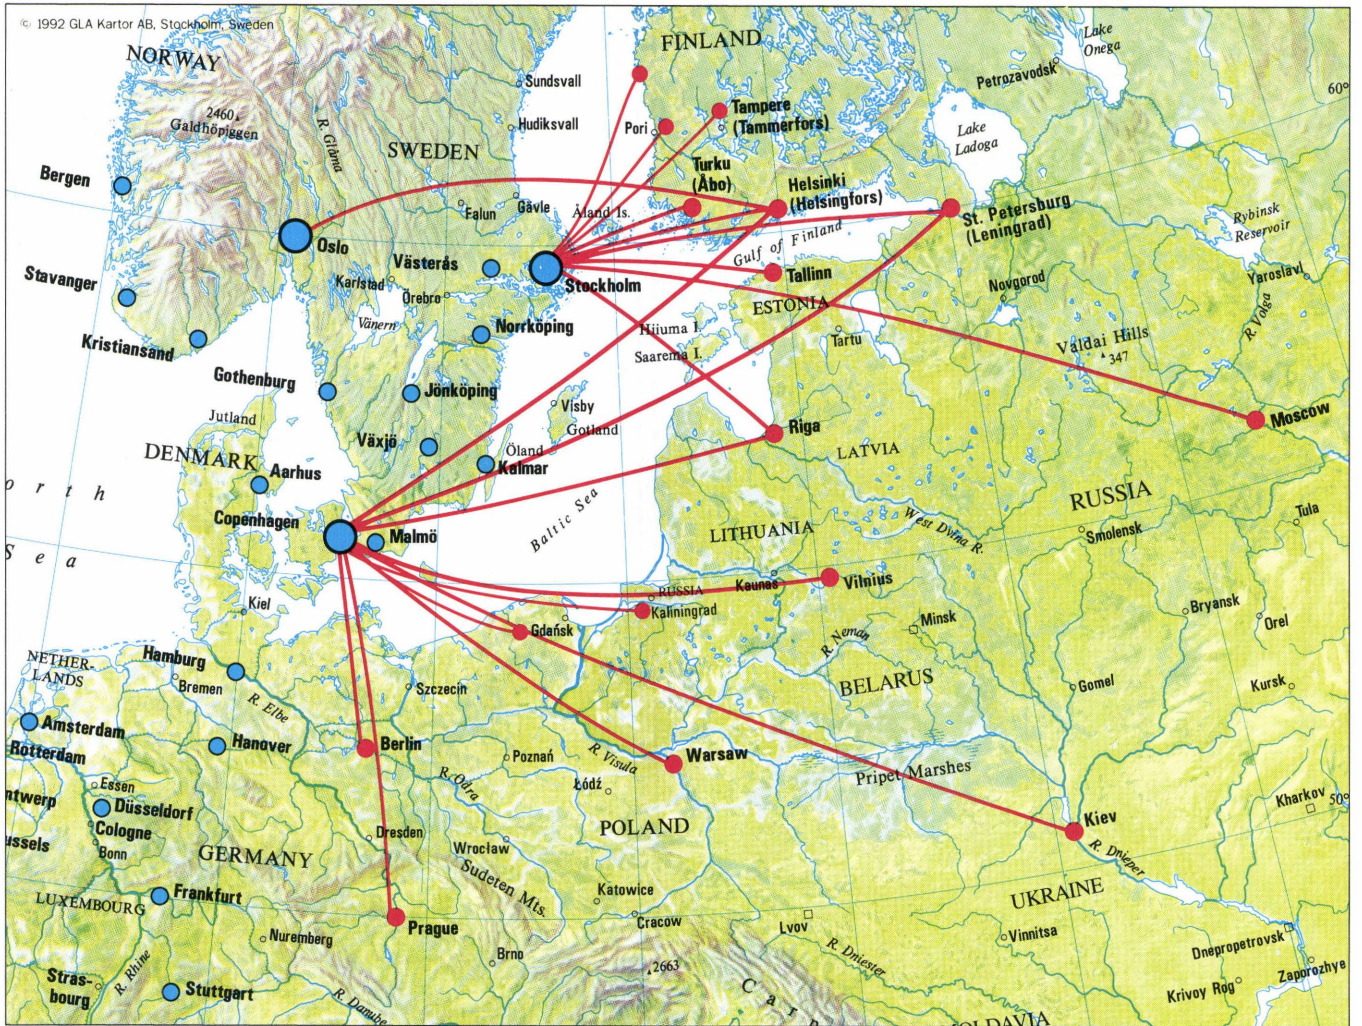 © 1992 GLA Kartor AB, Stockholm, Sweden
NORWAY
FINLAND
Lake
Onega
Petrozavodsk
60°
Sundsvall
2460
Galdhöpiggen
R. Glåma
Hudiksvall
Pori
Tampere
(Tammerfors)
Lake
Ladoga
SWEDEN
Bergen
Turku
(Åbo)
Helsinki
(Helsingfors)
Falun
Gävle
Åland Is.
St. Petersburg
(Leningrad)
Rybinsk
Reservoir
Oslo
Gulf of Finland
Västerås
Stockholm
Tallinn
Yaroslavl
Stavanger
Karlstad
Örebro
Novgorod
ESTONIA
Vänern
Norrköping
Hiiuma I.
R. Volga
Kristiansand
Saarema I.
Tartu
Valdai Hills
347
Gothenburg
Jönköping
Jutland
Visby
Gotland
Moscow
Riga
Växjö
DENMARK
Öland
Kalmar
LATVIA
Aarhus
orth
Sea
RUSSIA
Copenhagen
Malmö
Baltic Sea
LITHUANIA
West Dvina R.
Smolensk
Tula
RUSSIA
Kaunas
Vilnius
Kiel
Kaliningrad
Gdańsk
Minsk
Bryansk
Orel
R. Neman
NETHER-
LANDS
Hamburg
Bremen
R. Elbe
Szczecin
BELARUS
Gomel
Kursk
Amsterdam
Rotterdam
Hanover
Berlin
Poznań
R. Visula
Warsaw
Pripet Marshes
R. Odra
Łódź
Essen
ntwerp
Düsseldorf
Cologne
ussels
Bonn
Dresden
Wrocław
POLAND
Kiev
Kharkov
50°
R. Dnieper
GERMANY
Sudeten Mts.
LUXEMBOURG
Frankfurt
Katowice
Cracow
UKRAINE
Prague
Nuremberg
Lvov
Vinnitsa
Dnepropetrovsk
Brno
R. Dniester
Zaporozhye
R. Rhine
Stras-
bourg
Stuttgart
2663
Krivoy Rog
R. Danube
Carp
OLDAVIA